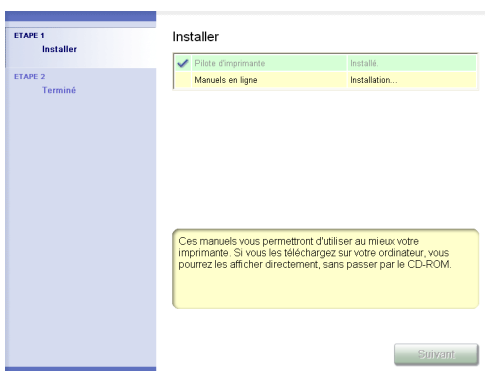 ETAPE 1
Installer
ETAPE 2
Terminé
Installer
Pilote d'imprimante Installé.
Manuels en ligne Installation...
Ces manuels vous permettront d'utiliser au mieux votre
imprimante. Si vous les téléchargez sur votre ordinateur, vous
pourrez les afficher directement, sans passer par le CD-ROM.
Suivant